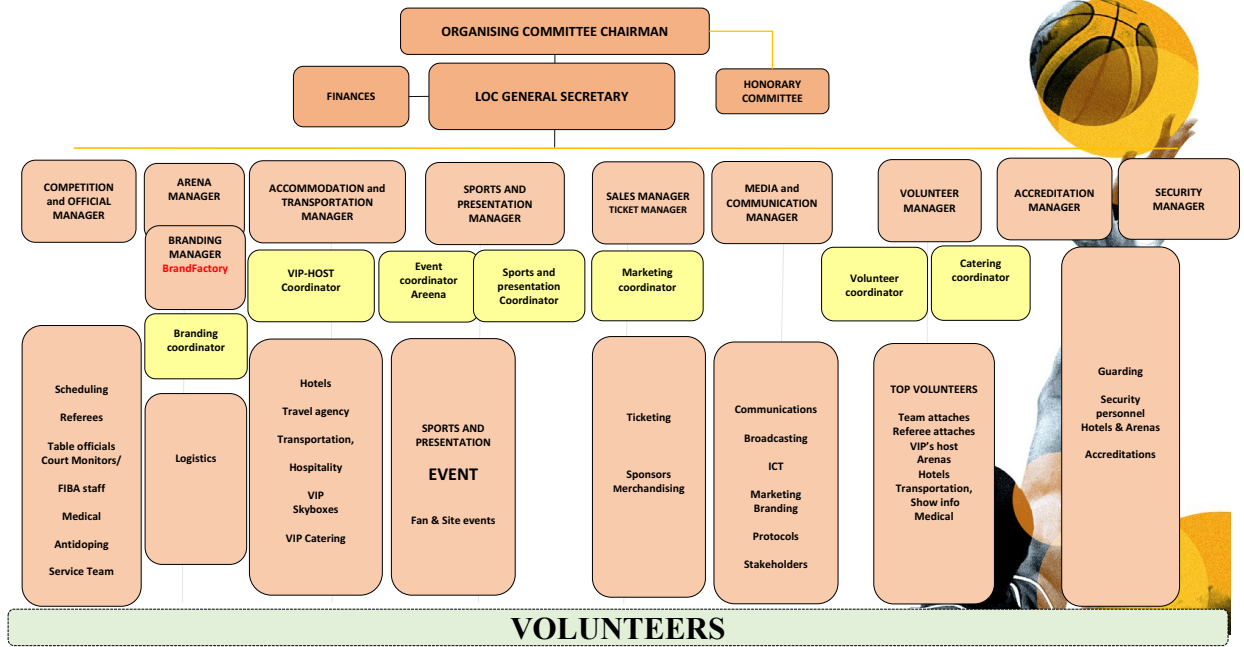 ORGANISING COMMITTEE CHAIRMAN
FINANCES
LOC GENERAL SECRETARY
HONORARY
COMMITTEE
COMPETITION
and OFFICIAL
MANAGER
ARENA
MANAGER
ACCOMMODATION and
TRANSPORTATION
MANAGER
SPORTS AND
PRESENTATION
MANAGER
SALES MANAGER
TICKET MANAGER
MEDIA and
COMMUNICATION
MANAGER
VOLUNTEER
MANAGER
ACCREDITATION
MANAGER
SECURITY
MANAGER
BRANDING
MANAGER
BrandFactory
VIP-HOST
Coordinator
Event
coordinator
Areena
Sports and
presentation
Coordinator
Marketing
coordinator
Volunteer
coordinator
Catering
coordinator
Branding
coordinator
Scheduling
Referees
Table officials
Court Monitors/
FIBA staff
Medical
Antidoping
Service Team
Logistics
Hotels
Travel agency
Transportation,
Hospitality
VIP
Skyboxes
VIP Catering
SPORTS AND
PRESENTATION
EVENT
Fan & Site events
Ticketing
Sponsors
Merchandising
Communications
Broadcasting
ICT
Marketing
Branding
Protocols
Stakeholders
TOP VOLUNTEERS
Team attaches
Referee attaches
VIP's host
Arenas
Hotels
Transportation,
Show info
Medical
Guarding
Security
personnel
Hotels & Arenas
Accreditations
VOLUNTEERS